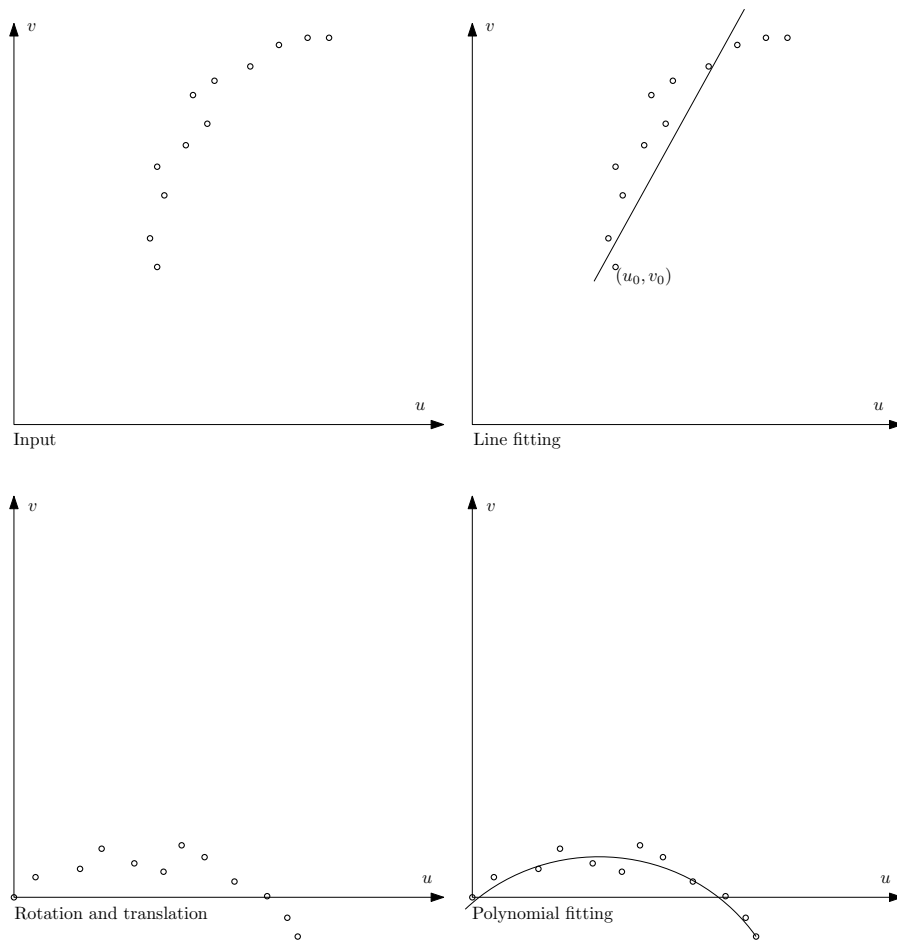 v
u
Input
v
(u₀, v₀)
u
Line fitting
v
u
Rotation and translation
v
u
Polynomial fitting